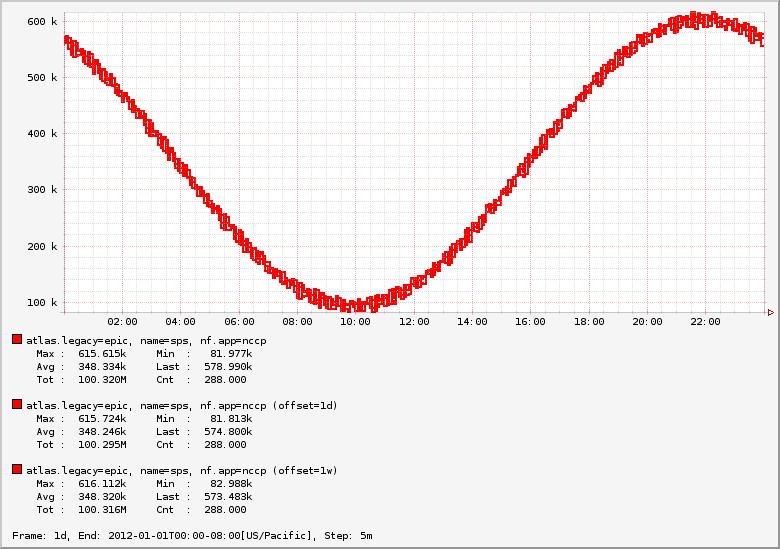 600 k
500 k
400 k
300 k
200 k
100 k
02:00 04:00 06:00 08:00 10:00 12:00 14:00 16:00 18:00 20:00 22:00
atlas.legacy=epic, name=sps, nf.app=nccp
Max : 615.615k Min : 81.977k
Avg : 348.334k Last : 578.990k
Tot : 100.320M Cnt : 288.000
atlas.legacy=epic, name=sps, nf.app=nccp (offset=1d)
Max : 615.724k Min : 81.813k
Avg : 348.246k Last : 574.800k
Tot : 100.295M Cnt : 288.000
atlas.legacy=epic, name=sps, nf.app=nccp (offset=1w)
Max : 616.112k Min : 82.988k
Avg : 348.320k Last : 573.483k
Tot : 100.316M Cnt : 288.000
Frame: 1d, End: 2012-01-01T00:00-08:00[US/Pacific], Step: 5m